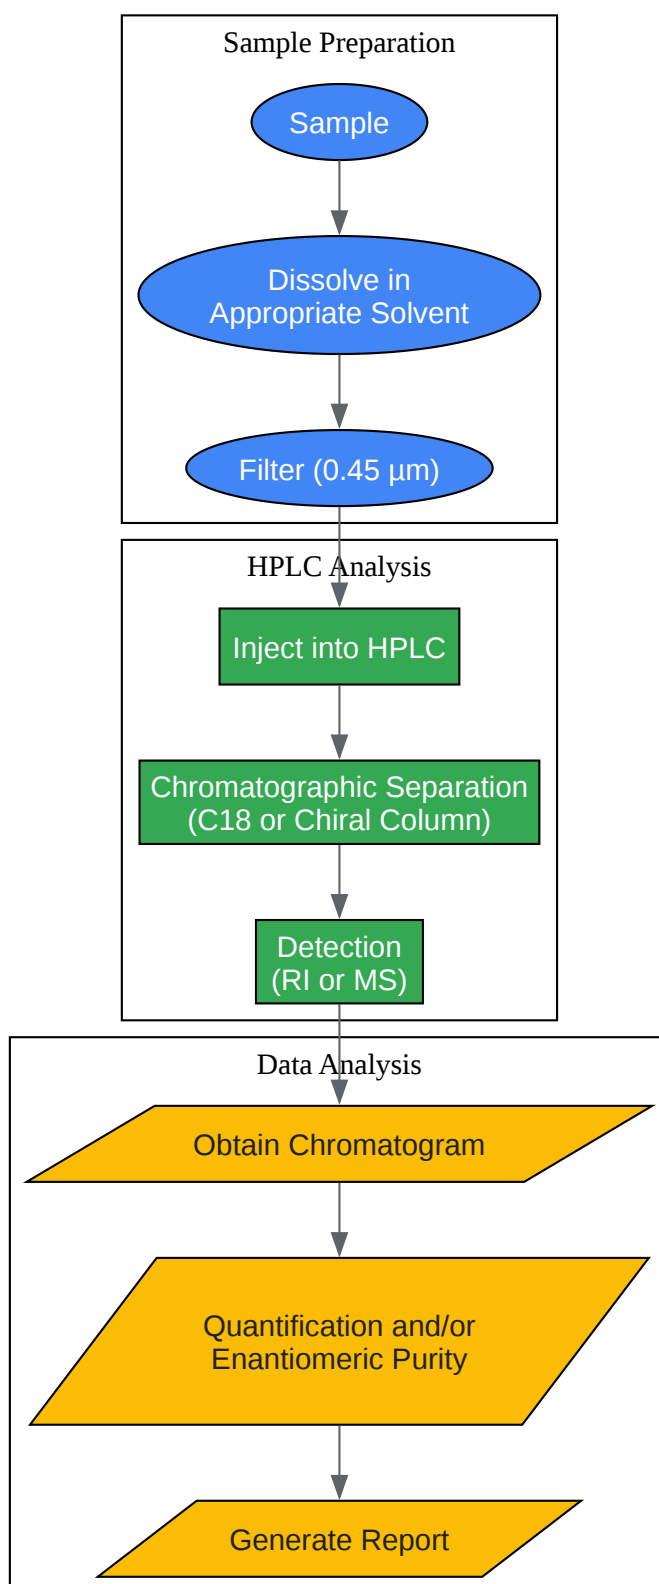 Sample Preparation
Sample
Dissolve in
Appropriate Solvent
Filter (0.45 µm)
HPLC Analysis
Inject into HPLC
Chromatographic Separation
(C18 or Chiral Column)
Detection
(RI or MS)
Data Analysis
Obtain Chromatogram
Quantification and/or
Enantiomeric Purity
Generate Report